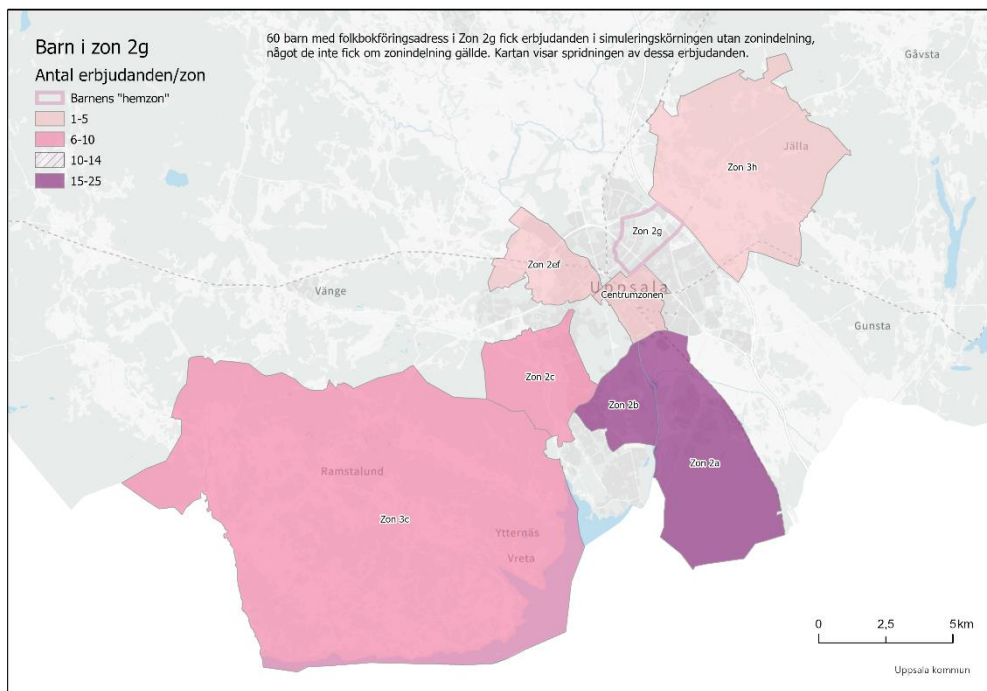 Barn i zon 2g
60 barn med folkbokföringsadress i Zon 2g fick erbjudanden i simuleringskörningen utan zonindelning,
något de inte fick om zonindelning gällde. Kartan visar spridningen av dessa erbjudanden.
Antal erbjudanden/zon
Barnens "hemzon"
1-5
6-10
10-14
15-25
Gåvsta
Jälla
Zon 3h
Zon 2g
Zon 2ef
Uppsala
Centrumzonen
Vänge
Gunsta
Zon 2c
Zon 2b
Zon 2a
Ramstalund
Zon 3c
Ytternäs
Vreta
0 2,5 5 km
Uppsala kommun